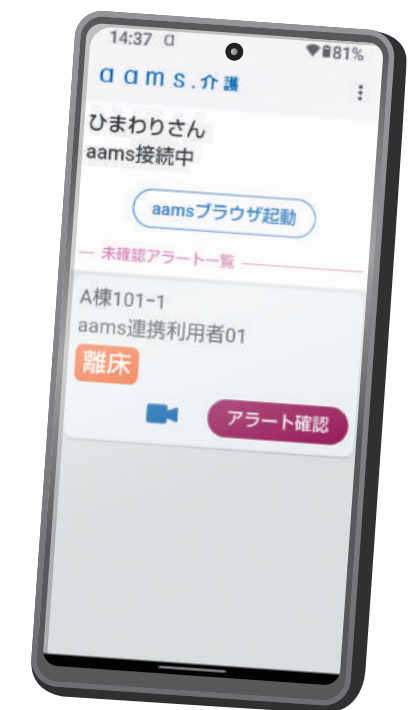 14:37 a
81%
aams.介護
ひまわりさん
aams接続中
aamsブラウザ起動
未確認アラート一覧
A棟101-1
aams連携利用者01
離床
アラート確認